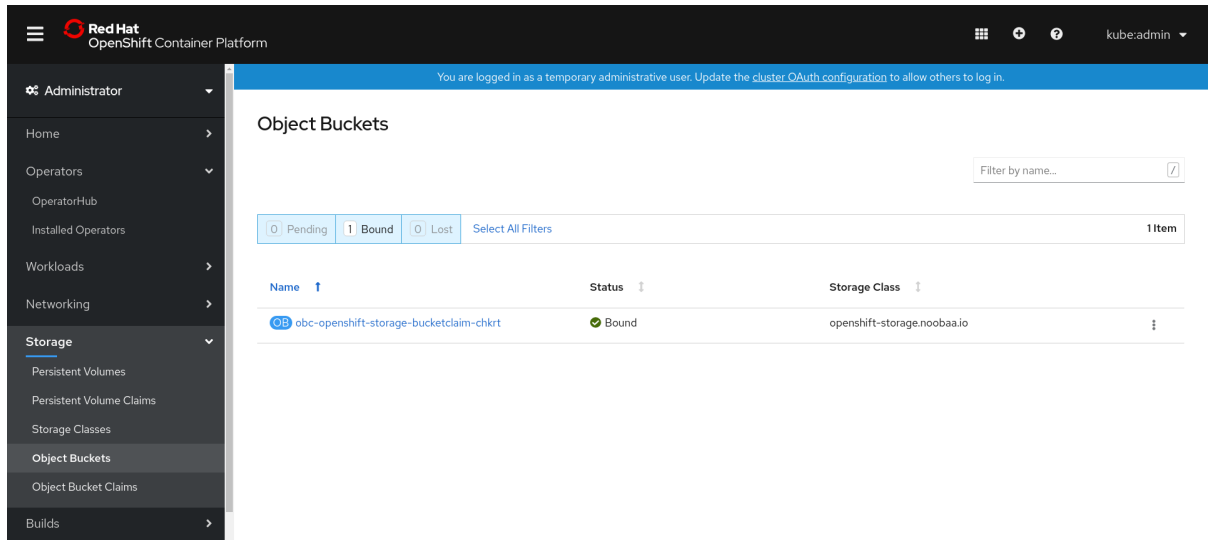 Red Hat
OpenShift Container Platform
kube:admin
Administrator
You are logged in as a temporary administrative user. Update the cluster OAuth configuration to allow others to log in.
Home
Operators
OperatorHub
Installed Operators
Workloads
Networking
Storage
Persistent Volumes
Persistent Volume Claims
Storage Classes
Object Buckets
Object Bucket Claims
Builds
Object Buckets
Filter by name...
/
0 Pending 1 Bound 0 Lost Select All Filters 1 Item
Name Status Storage Class
OB obc-openshift-storage-bucketclaim-chkrt Bound openshift-storage.noobaa.io